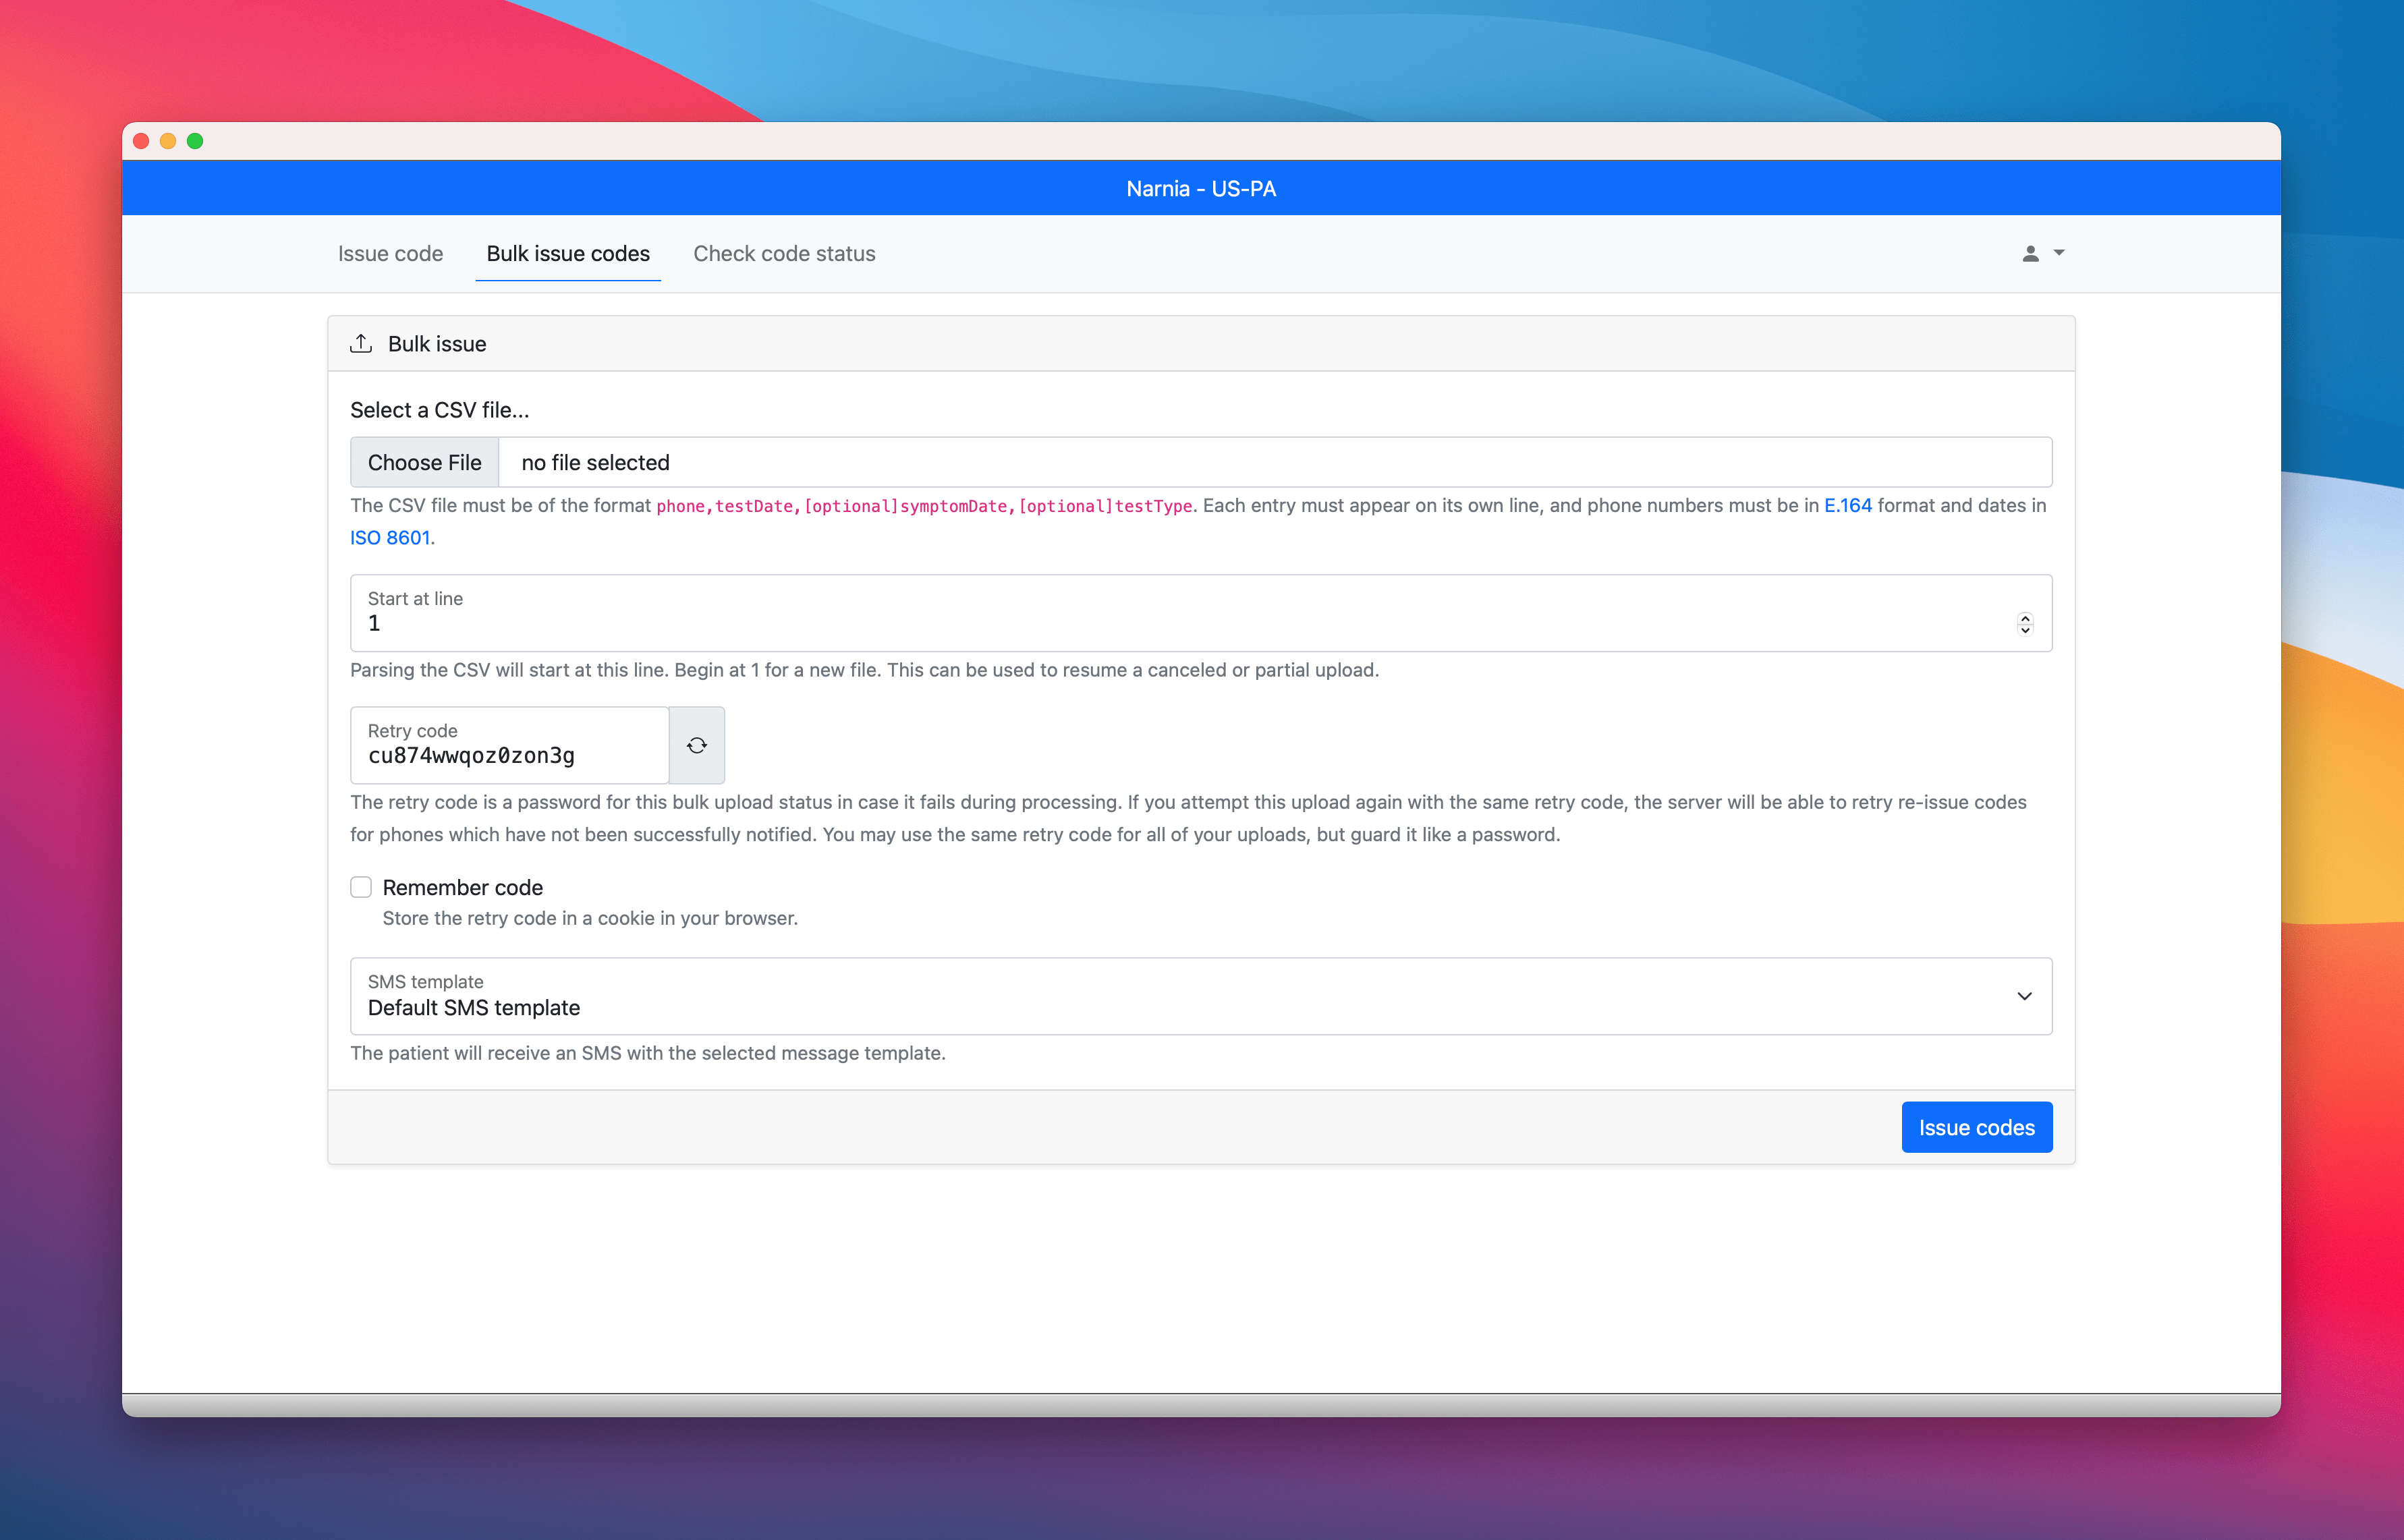 Narnia - US-PA
Issue code
Bulk issue codes
Check code status
Bulk issue
Select a CSV file...
Choose File
no file selected
The CSV file must be of the format phone,testDate,[optional]symptomDate,[optional]testType. Each entry must appear on its own line, and phone numbers must be in E.164 format and dates in
ISO 8601.
Start at line
1
Parsing the CSV will start at this line. Begin at 1 for a new file. This can be used to resume a canceled or partial upload.
Retry code
cu874wwqoz0zon3g
The retry code is a password for this bulk upload status in case it fails during processing. If you attempt this upload again with the same retry code, the server will be able to retry re-issue codes
for phones which have not been successfully notified. You may use the same retry code for all of your uploads, but guard it like a password.
Remember code
Store the retry code in a cookie in your browser.
SMS template
Default SMS template
The patient will receive an SMS with the selected message template.
Issue codes